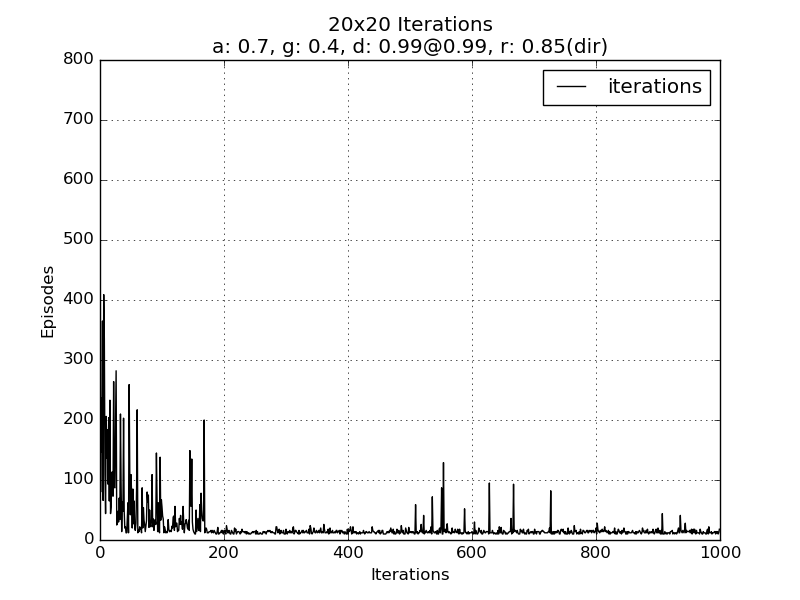 20x20 Iterations
a: 0.7, g: 0.4, d: 0.99@0.99, r: 0.85(dir)
800
iterations
700
600
500
400
300
200
100
0
Episodes
0 200 400 600 800 1000
Iterations